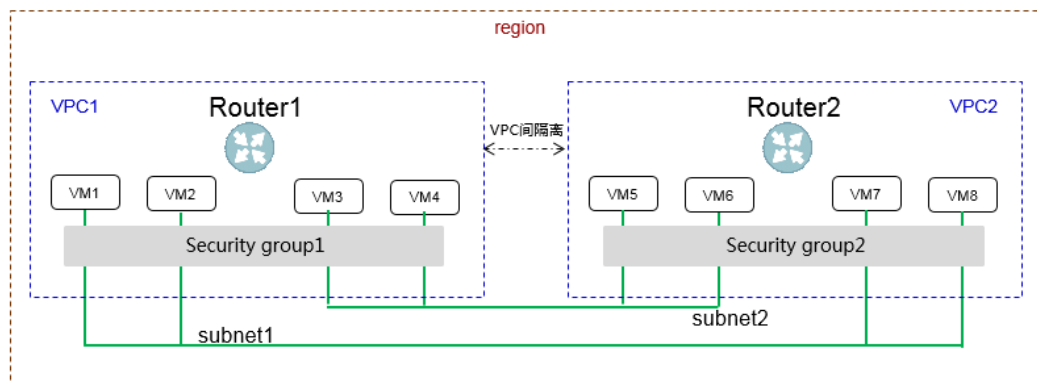 region
VPC1
Router1
VPC间隔离
Router2
VPC2
VM1
VM2
VM3
VM4
VM5
VM6
VM7
VM8
Security group1
Security group2
subnet2
subnet1